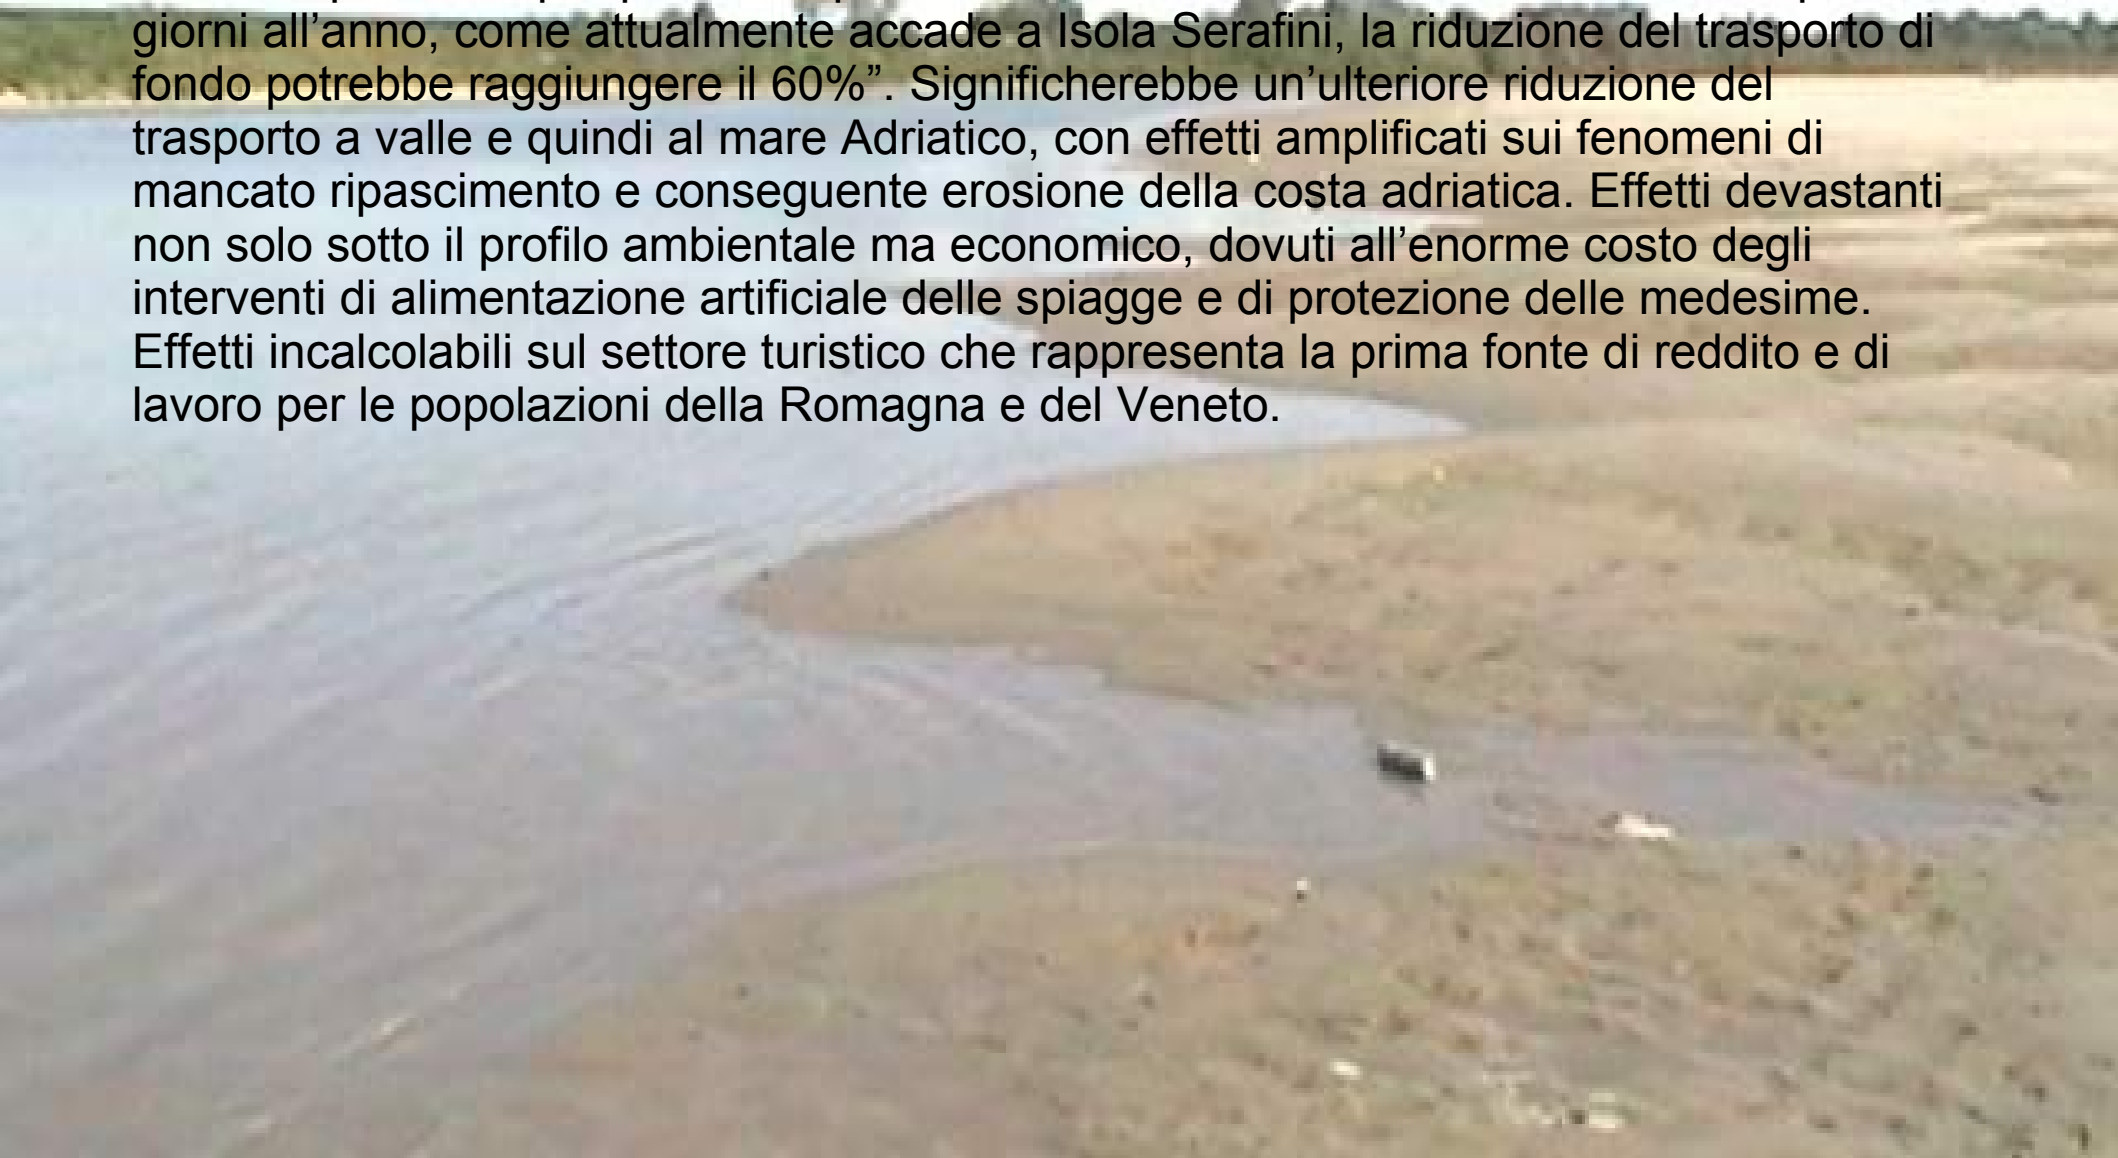 giorni all’anno, come attualmente accade a Isola Serafini, la riduzione del trasporto di
fondo potrebbe raggiungere il 60%”. Significherebbe un’ulteriore riduzione del
trasporto a valle e quindi al mare Adriatico, con effetti amplificati sui fenomeni di
mancato ripascimento e conseguente erosione della costa adriatica. Effetti devastanti
non solo sotto il profilo ambientale ma economico, dovuti all’enorme costo degli
interventi di alimentazione artificiale delle spiagge e di protezione delle medesime.
Effetti incalcolabili sul settore turistico che rappresenta la prima fonte di reddito e di
lavoro per le popolazioni della Romagna e del Veneto.